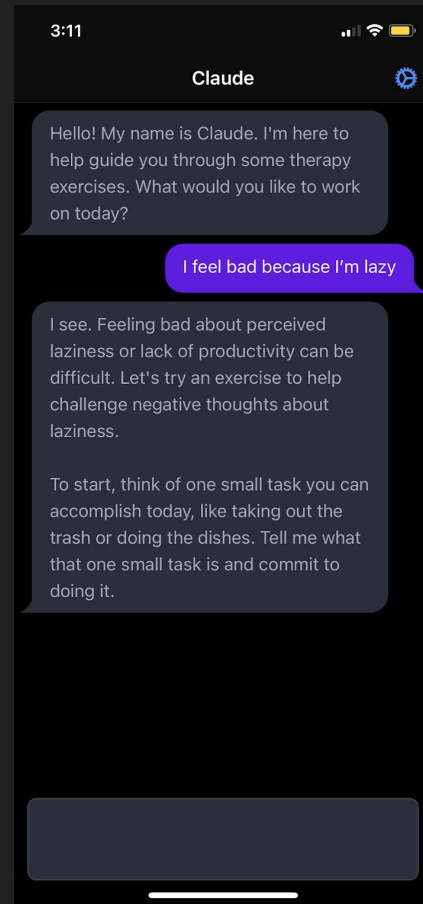 3:11
Claude
Hello! My name is Claude. I'm here to
help guide you through some therapy
exercises. What would you like to work
on today?
I feel bad because I’m lazy
I see. Feeling bad about perceived
laziness or lack of productivity can be
difficult. Let's try an exercise to help
challenge negative thoughts about
laziness.
To start, think of one small task you can
accomplish today, like taking out the
trash or doing the dishes. Tell me what
that one small task is and commit to
doing it.